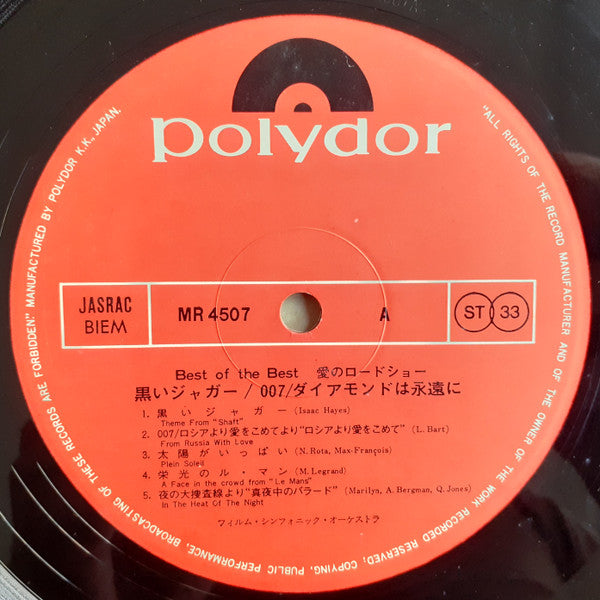 polydor
JASRAC
BIEM
MR 4507
A
ST 33
Best of the Best 愛のロードショー
黒いジャガー / 007/ダイアモンドは永遠に
1. 黒いジャガー (Isaac Hayes)
Theme From "Shaft"
2. 007/ロシアより愛をこめてより"ロシアより愛をこめて" (L. Bart)
From Russia With Love
3. 太陽がいっぱい (N. Rota, Max-François)
Plein Soleil
4. 栄光のル・マン (M. Legrand)
A Face in the crowd from "Le Mans"
5. 夜の大捜査線より"真夜中のバラード" (Marilyn, A. Bergman, Q. Jones)
In The Heat Of The Night
フィルム・シンフォニック・オーケストラ
"ALL RIGHTS OF THE RECORD MANUFACTURER AND OF THE OWNER OF THE WORK RECORDED RESERVED; COPYING, PUBLIC PERFORMANCE, BROADCASTING OF THESE RECORDS ARE FORBIDDEN." MANUFACTURED BY POLYDOR K.K., JAPAN.